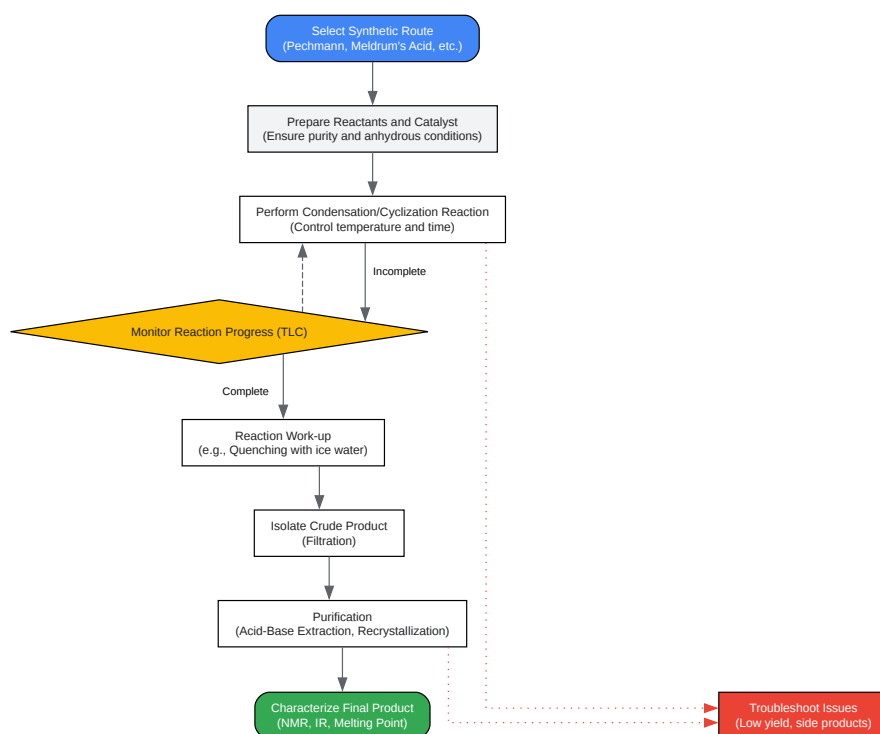 Select Synthetic Route
(Pechmann, Meldrum's Acid, etc.)
Prepare Reactants and Catalyst
(Ensure purity and anhydrous conditions)
Perform Condensation/Cyclization Reaction
(Control temperature and time)
Incomplete
Monitor Reaction Progress (TLC)
Complete
Reaction Work-up
(e.g., Quenching with ice water)
Isolate Crude Product
(Filtration)
Purification
(Acid-Base Extraction, Recrystallization)
Characterize Final Product
(NMR, IR, Melting Point)
Troubleshoot Issues
(Low yield, side products)